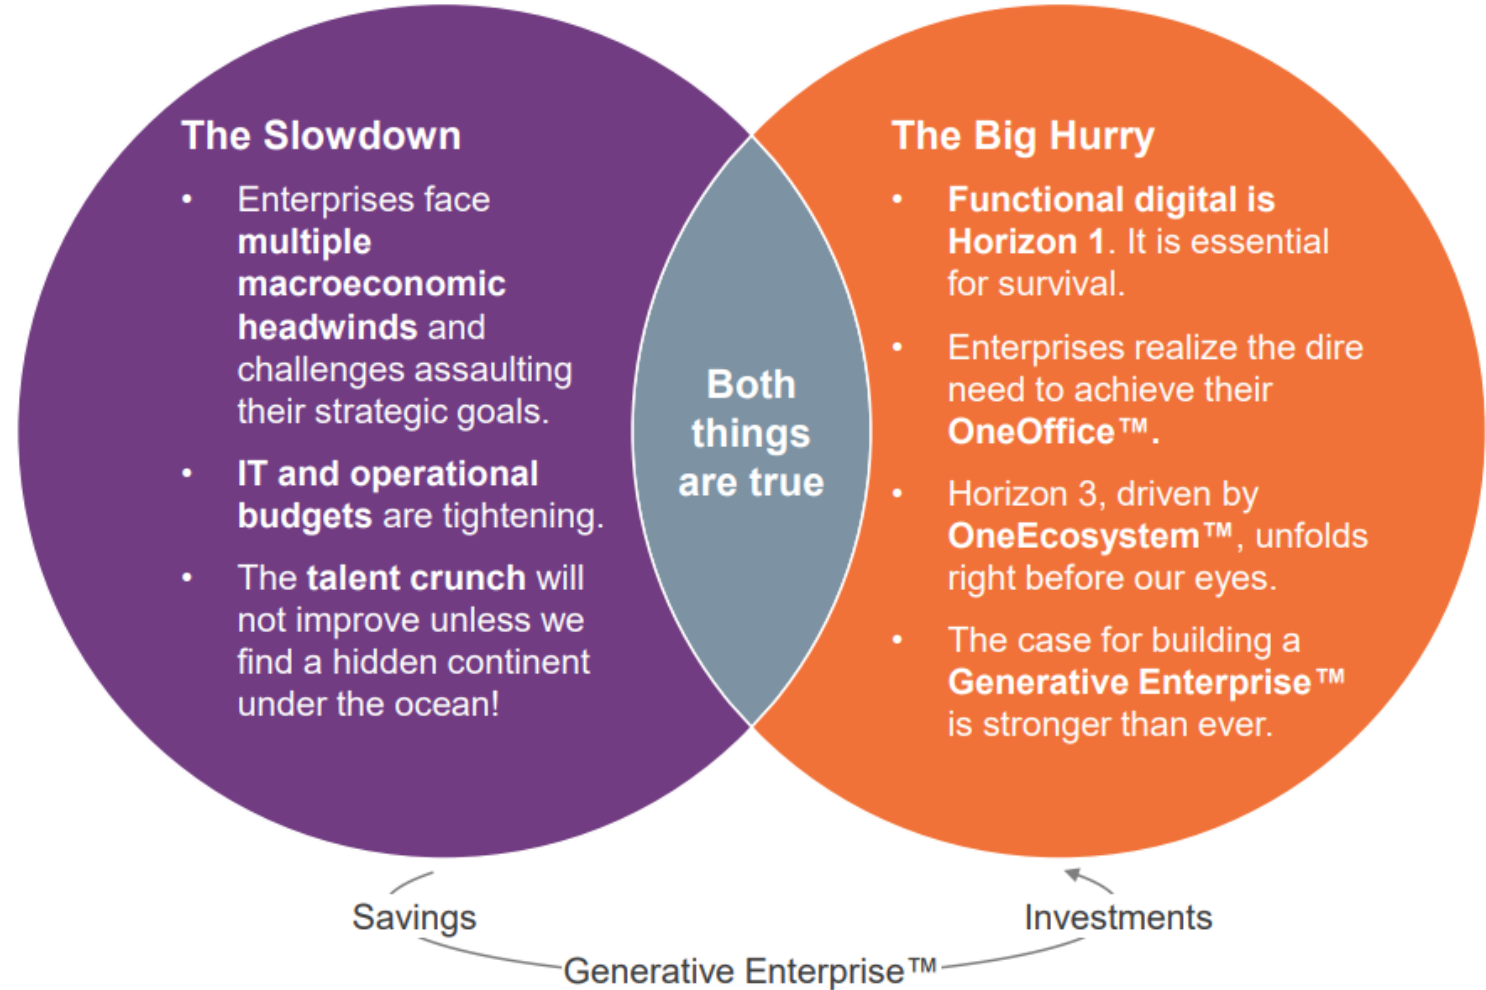 The Slowdown
• Enterprises face
multiple
macroeconomic
headwinds and
challenges assaulting
their strategic goals.
• IT and operational
budgets are tightening.
• The talent crunch will
not improve unless we
find a hidden continent
under the ocean!
Both
things
are true
The Big Hurry
• Functional digital is
Horizon 1. It is essential
for survival.
• Enterprises realize the dire
need to achieve their
OneOffice™.
• Horizon 3, driven by
OneEcosystem™, unfolds
right before our eyes.
• The case for building a
Generative Enterprise™
is stronger than ever.
Savings
Generative Enterprise™
Investments